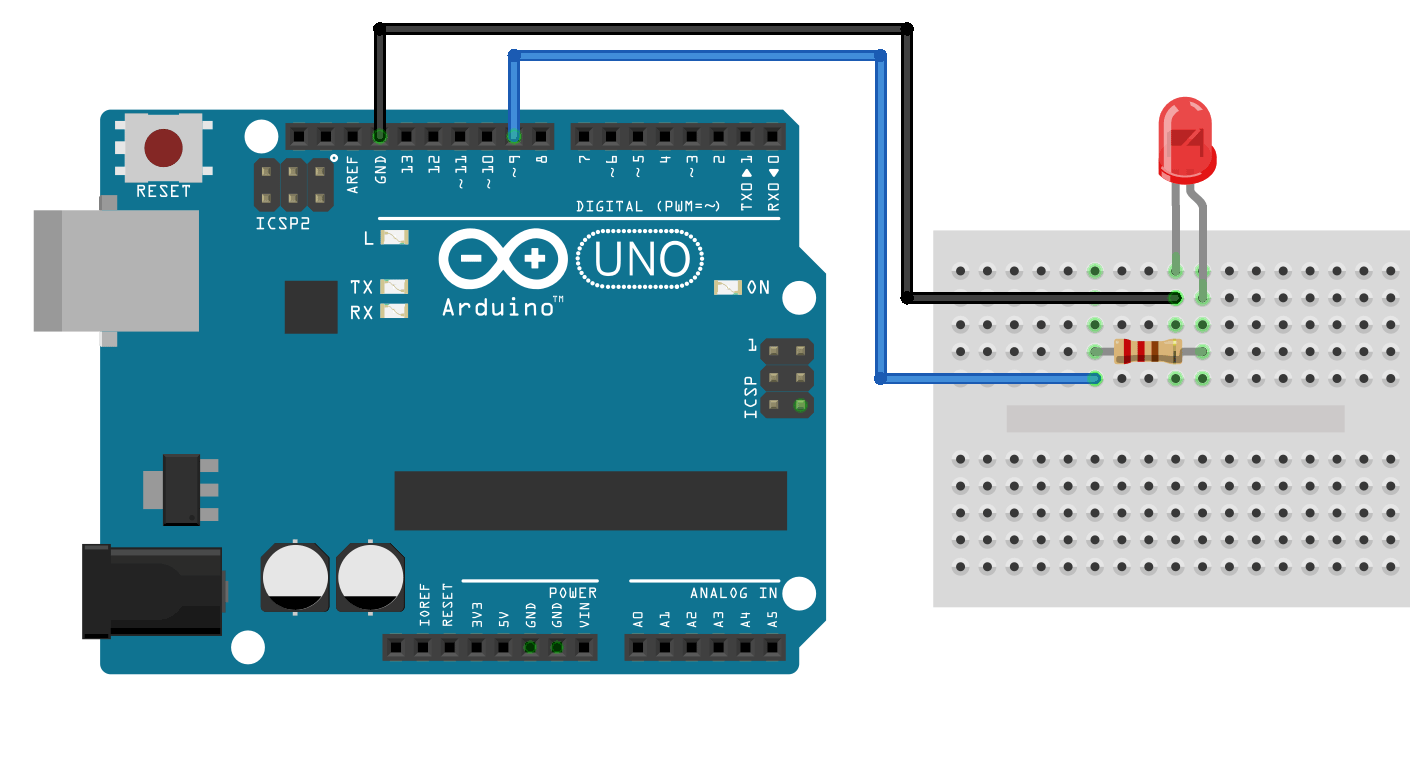 RESET
ICSP2
AREF
GND
13
12
~11
~10
~9
8
7
~6
~5
4
~3
2
TX0▶1
RX0◀0
DIGITAL (PWM=~)
L
TX
RX
UNO
Arduino™
ON
1
ICSP
IOREF
RESET
3V3
5V
GND
GND
VIN
POWER
ANALOG IN
A0
A1
A2
A3
A4
A5